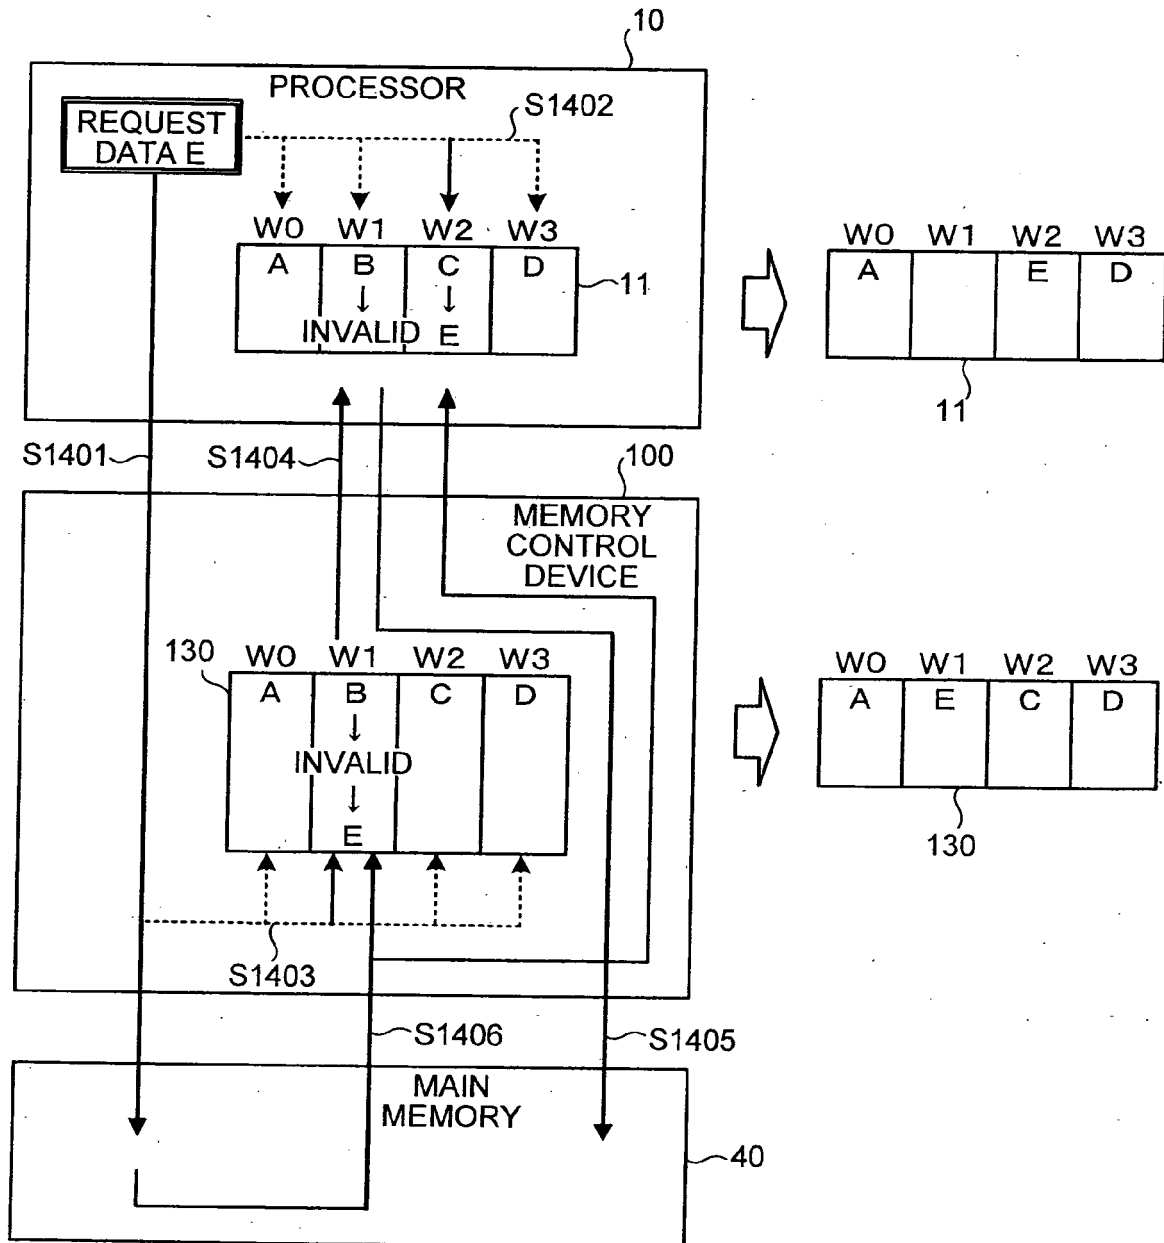 10
PROCESSOR
REQUEST
DATA E
S1402
W0 W1 W2 W3
A B C D
↓ ↓
INVALID E
11
W0 W1 W2 W3
A E D
11
S1401
S1404
100
MEMORY
CONTROL
DEVICE
130
W0 W1 W2 W3
A B C D
↓
INVALID
↓
E
W0 W1 W2 W3
A E C D
130
S1403
S1406
S1405
MAIN
MEMORY
40